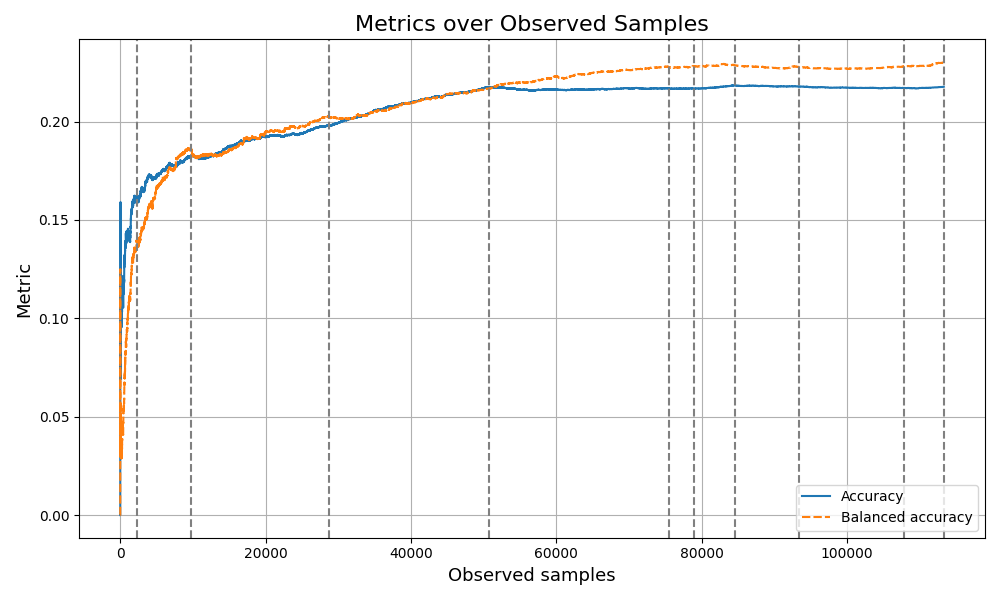 Metrics over Observed Samples
Metric
0.20
0.15
0.10
0.05
0.00
0
20000
40000
60000
80000
100000
Observed samples
Accuracy
Balanced accuracy